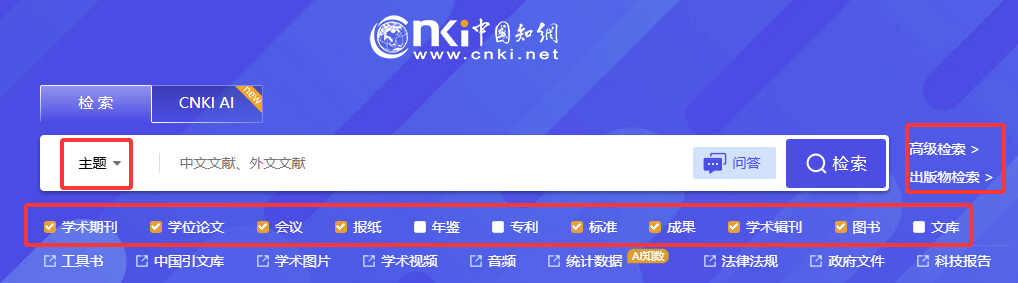 Cnki中国知網
www.cnki.net
检 索 CNKI AI new
主题 中文文献、外文文献 问答 检索
高级检索 >
出版物检索 >
学术期刊 学位论文 会议 报纸 年鉴 专利 标准 成果 学术辑刊 图书 文库
工具书 中国引文库 学术图片 学术视频 音频 统计数据 AI知数 法律法规 政府文件 科技报告